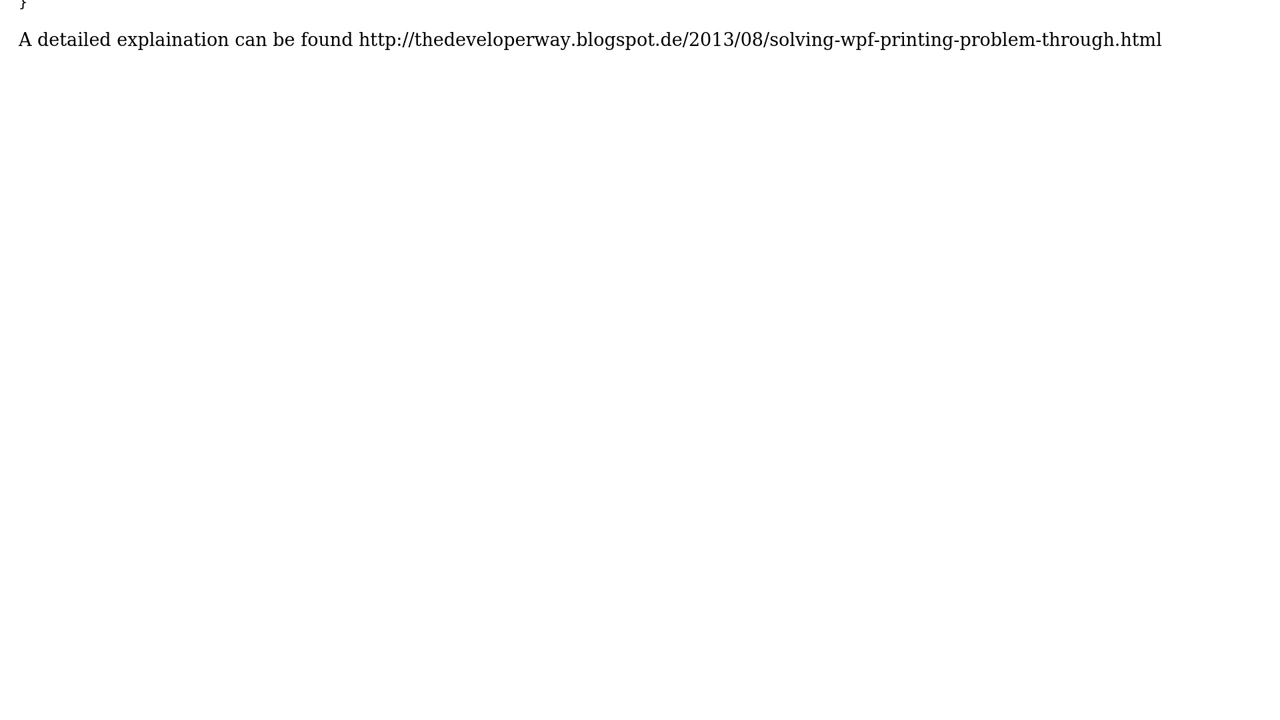 }
A detailed explaination can be found http://thedeveloperway.blogspot.de/2013/08/solving-wpf-printing-problem-through.html